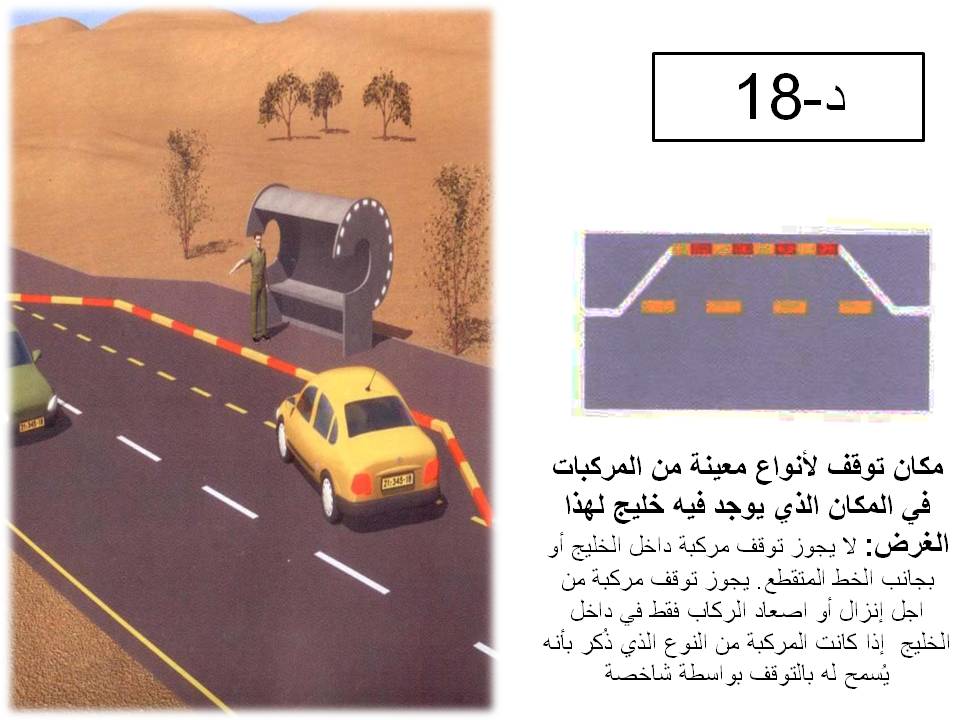 د-18
مكان توقف لأنواع معينة من المركبات
في المكان الذي يوجد فيه خليج لهذا
الغرض: لا يجوز توقف مركبة داخل الخليج أو
بجانب الخط المتقطع. يجوز توقف مركبة من
اجل إنزال أو اصعاد الركاب فقط في داخل
الخليج إذا كانت المركبة من النوع الذي ذُكر بأنه
يُسمح له بالتوقف بواسطة شاخصة
21-345-18
21-345-18